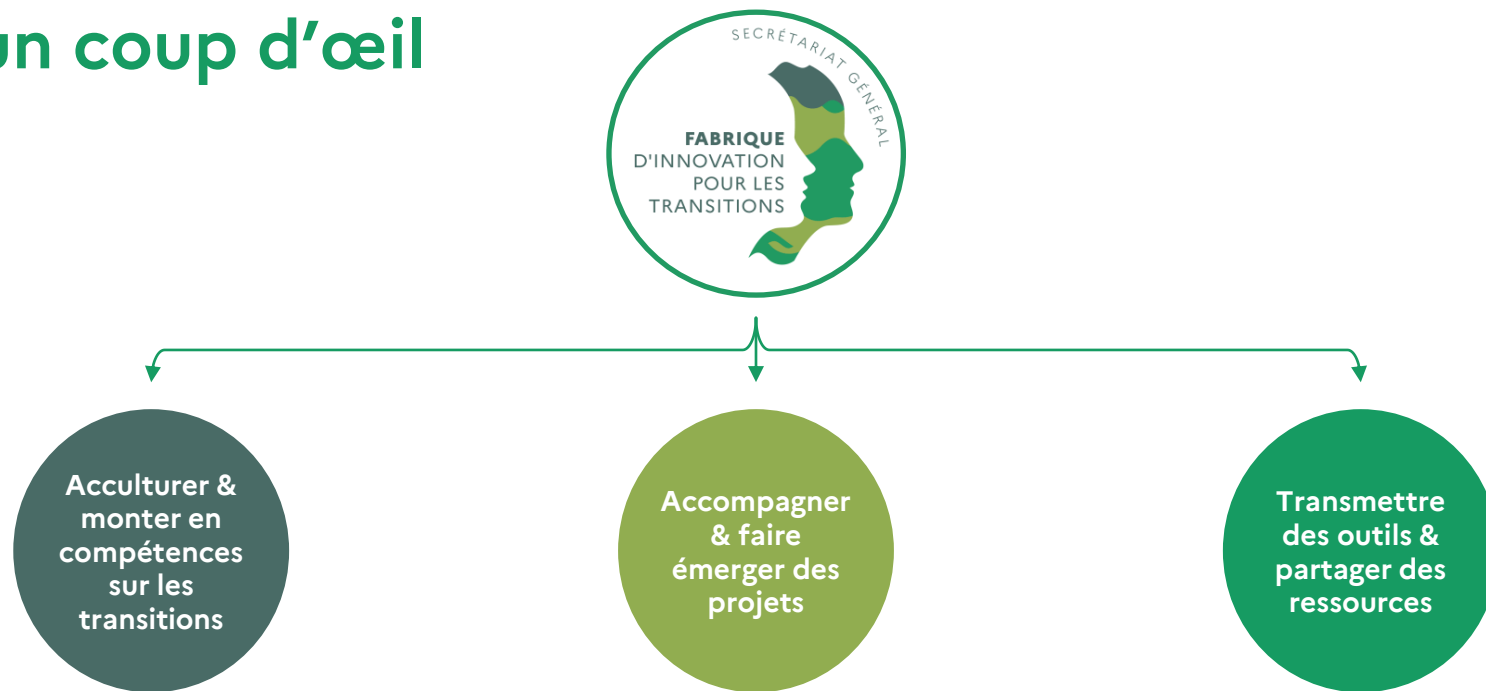 un coup d’œil
SECRÉTARIAT GÉNÉRAL
FABRIQUE
D'INNOVATION
POUR LES
TRANSITIONS
Acculturer &
monter en
compétences
sur les
transitions
Accompagner
& faire
émerger des
projets
Transmettre
des outils &
partager des
ressources